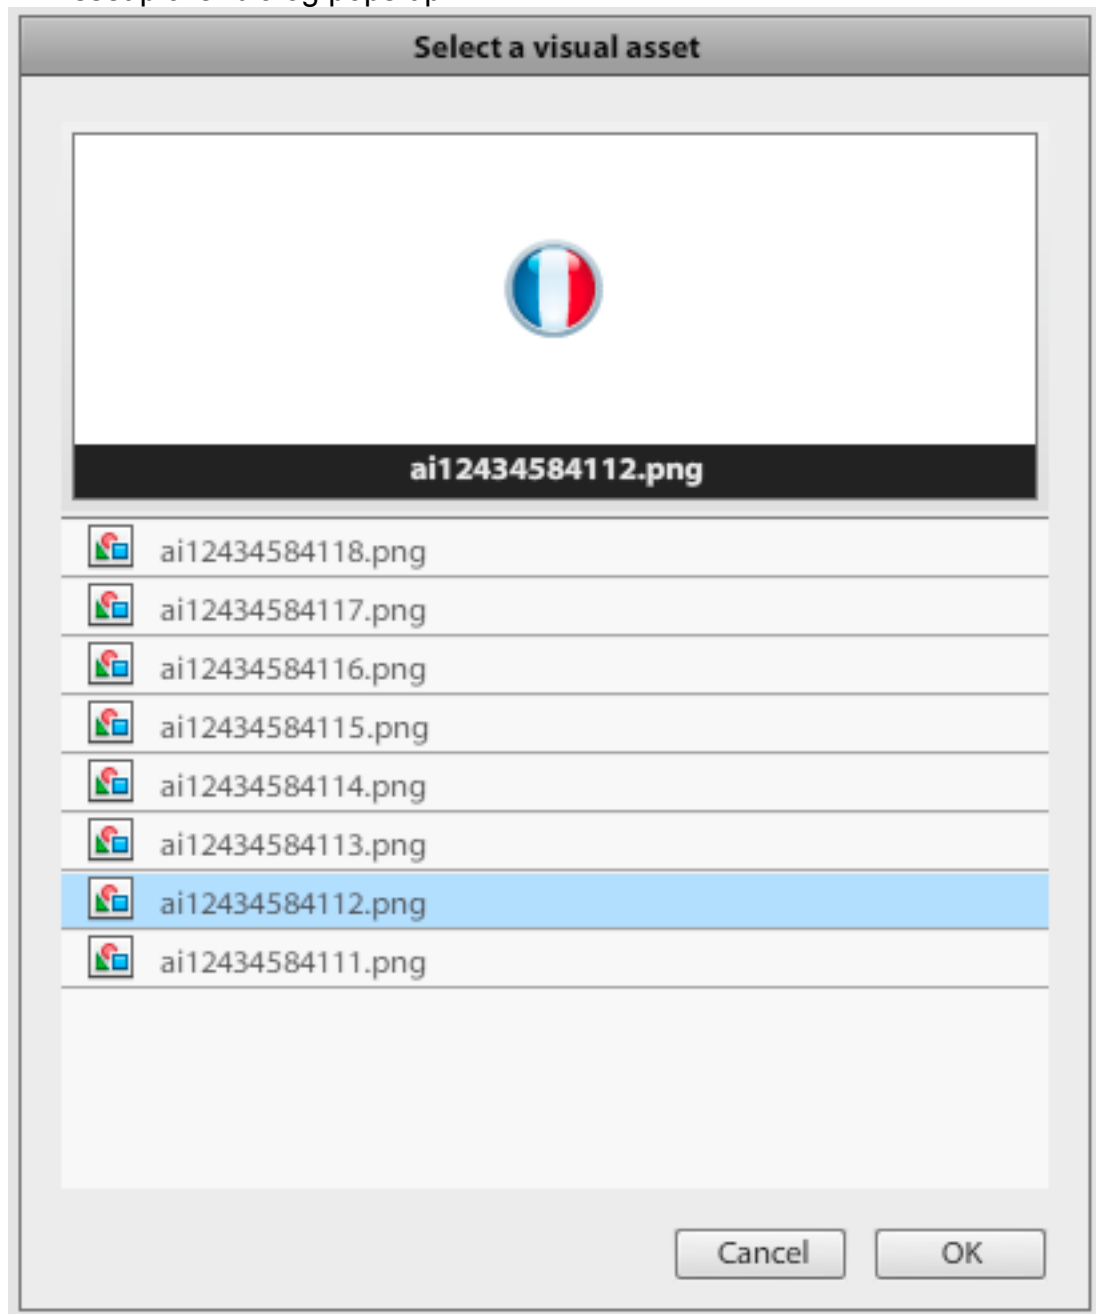 Select a visual asset
ai12434584112.png
ai12434584118.png
ai12434584117.png
ai12434584116.png
ai12434584115.png
ai12434584114.png
ai12434584113.png
ai12434584112.png
ai12434584111.png
Cancel OK